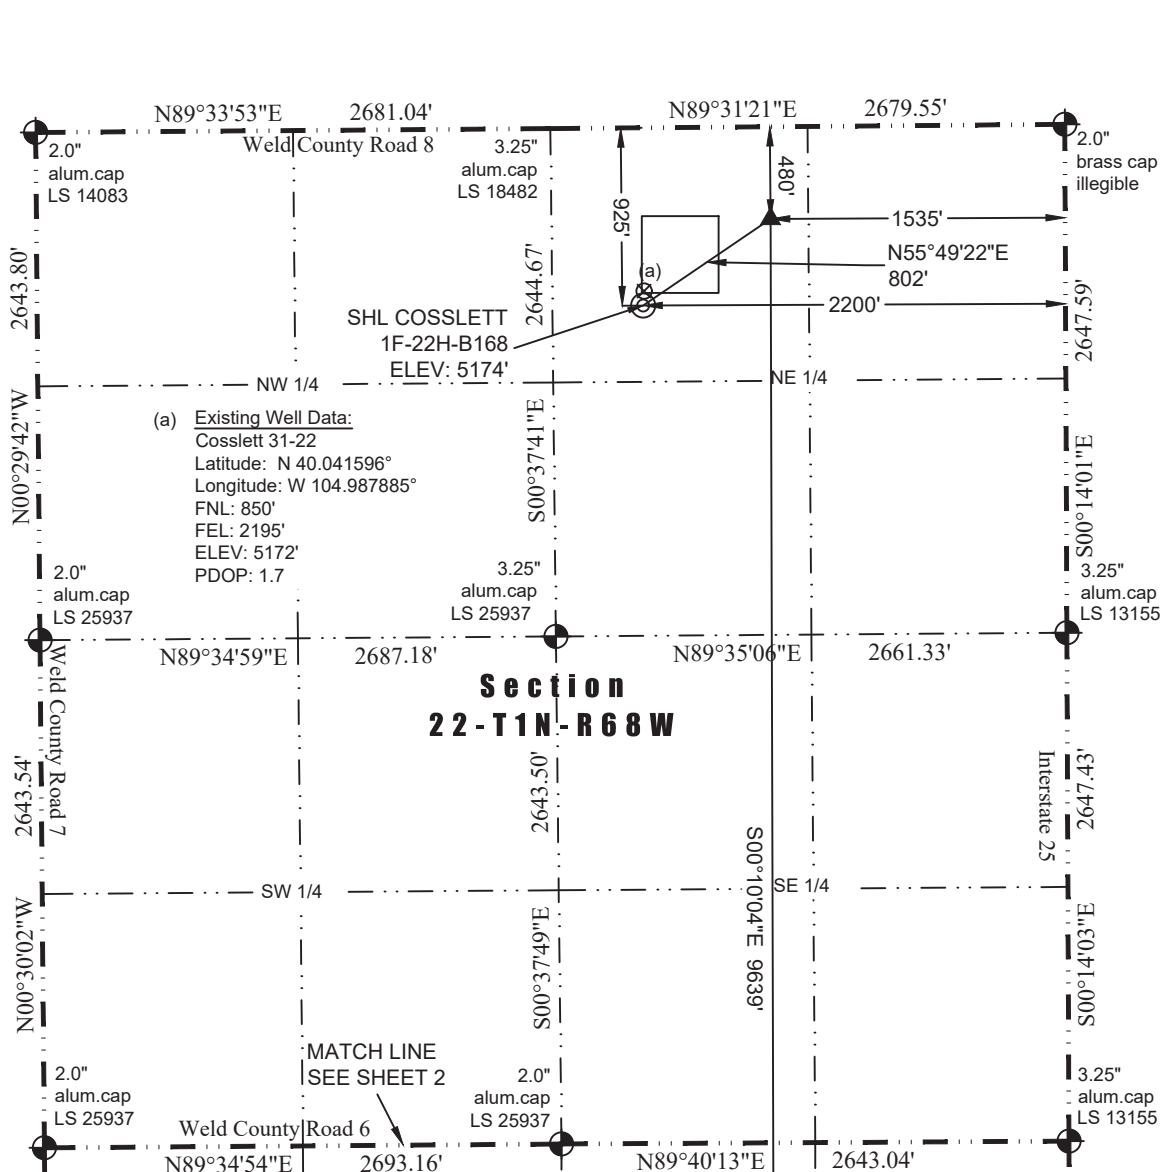 N89°33'53"E 2681.04'
N89°31'21"E 2679.55'
Weld County Road 8
2.0"
alum.cap
LS 14083
3.25"
alum.cap
LS 18482
2.0"
brass cap
illegible
480'
925'
1535'
N55°49'22"E
802'
2200'
(a)
2643.80'
2644.67'
2647.59'
SHL COSSLETT
1F-22H-B168
ELEV: 5174'
NW 1/4
NE 1/4
(a) Existing Well Data:
Cosslett 31-22
Latitude: N 40.041596°
Longitude: W 104.987885°
FNL: 850'
FEL: 2195'
ELEV: 5172'
PDOP: 1.7
N00°29'42"W
S00°37'41"E
S00°14'01"E
2.0"
alum.cap
LS 25937
3.25"
alum.cap
LS 25937
3.25"
alum.cap
LS 13155
N89°34'59"E 2687.18'
N89°35'06"E 2661.33'
Section
22-T1N-R68W
Weld County Road 7
2643.54'
2643.50'
Interstate 25
2647.43'
SW 1/4
SE 1/4
S00°10'04"E 9639'
N00°30'02"W
S00°37'49"E
S00°14'03"E
MATCH LINE
SEE SHEET 2
2.0"
alum.cap
LS 25937
2.0"
alum.cap
LS 25937
3.25"
alum.cap
LS 13155
Weld County Road 6
N89°34'54"E 2693.16'
N89°40'13"E 2643.04'